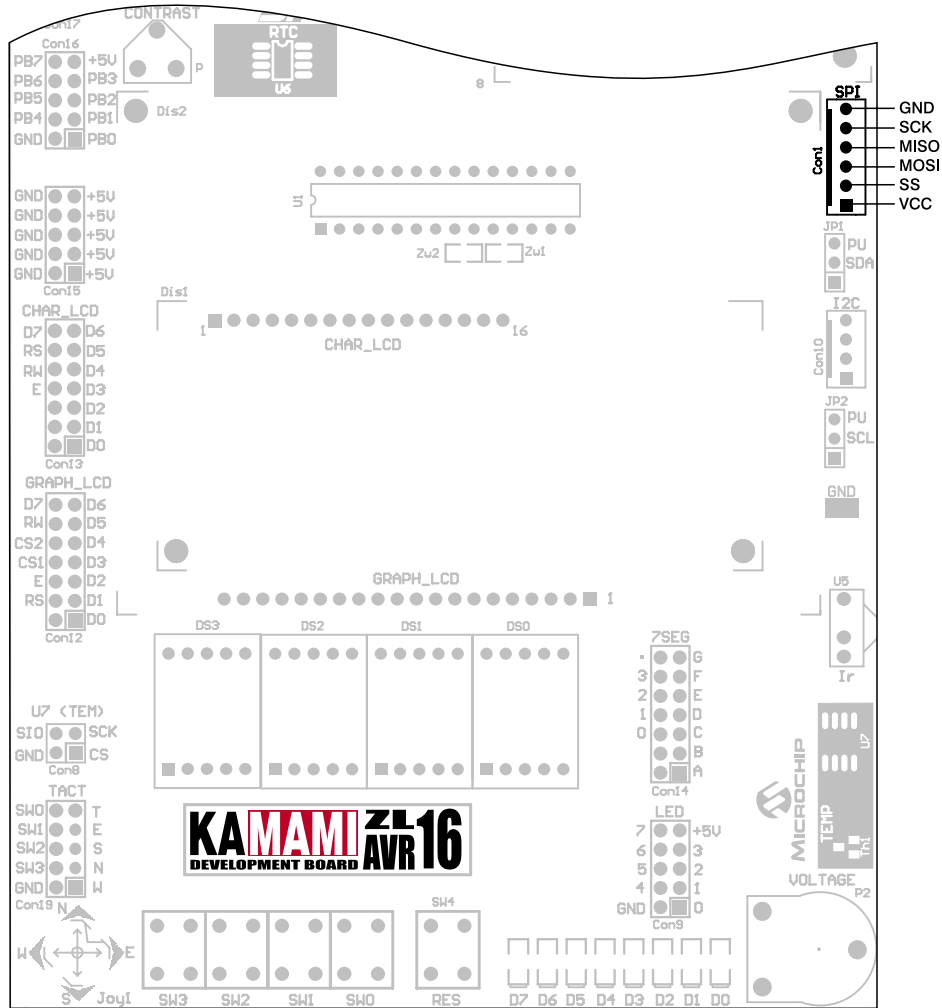 Con17
CONTRAST
P
RTC
U6
Con16
PB7 +5V
PB6 PB3
PB5 PB2
PB4 PB1
GND PB0
Dis2
8
SPI
Con1
GND
SCK
MISO
MOSI
SS
VCC
U1
Zw2 Zw1
GND +5V
GND +5V
GND +5V
GND +5V
GND +5V
Con15
JP1
PU
SDA
I2C
Con10
JP2
PU
SCL
GND
Dis1
1 16
CHAR_LCD
CHAR_LCD
D7 D6
RS D5
RW D4
E D3
D2
D1
D0
Con13
GRAPH_LCD
D7 D6
RW D5
CS2 D4
CS1 D3
E D2
RS D1
D0
Con12
GRAPH_LCD
1
U5
Ir
DS3 DS2 DS1 DS0
7SEG
. G
3 F
2 E
1 D
0 C
B
A
Con14
U7 (TEM)
SIO SCK
GND CS
Con8
TACT
SW0 T
SW1 E
SW2 S
SW3 N
GND W
Con19
KAMAMI
DEVELOPMENT BOARD
ZL
AVR
16
LED
7 +5V
6 3
5 2
4 1
GND 0
Con9
MICROCHIP
TEMP
U7
Th1
VOLTAGE
P2
N
W E
S
Joy1
SW3 SW2 SW1 SW0
SW4
RES
D7 D6 D5 D4 D3 D2 D1 D0